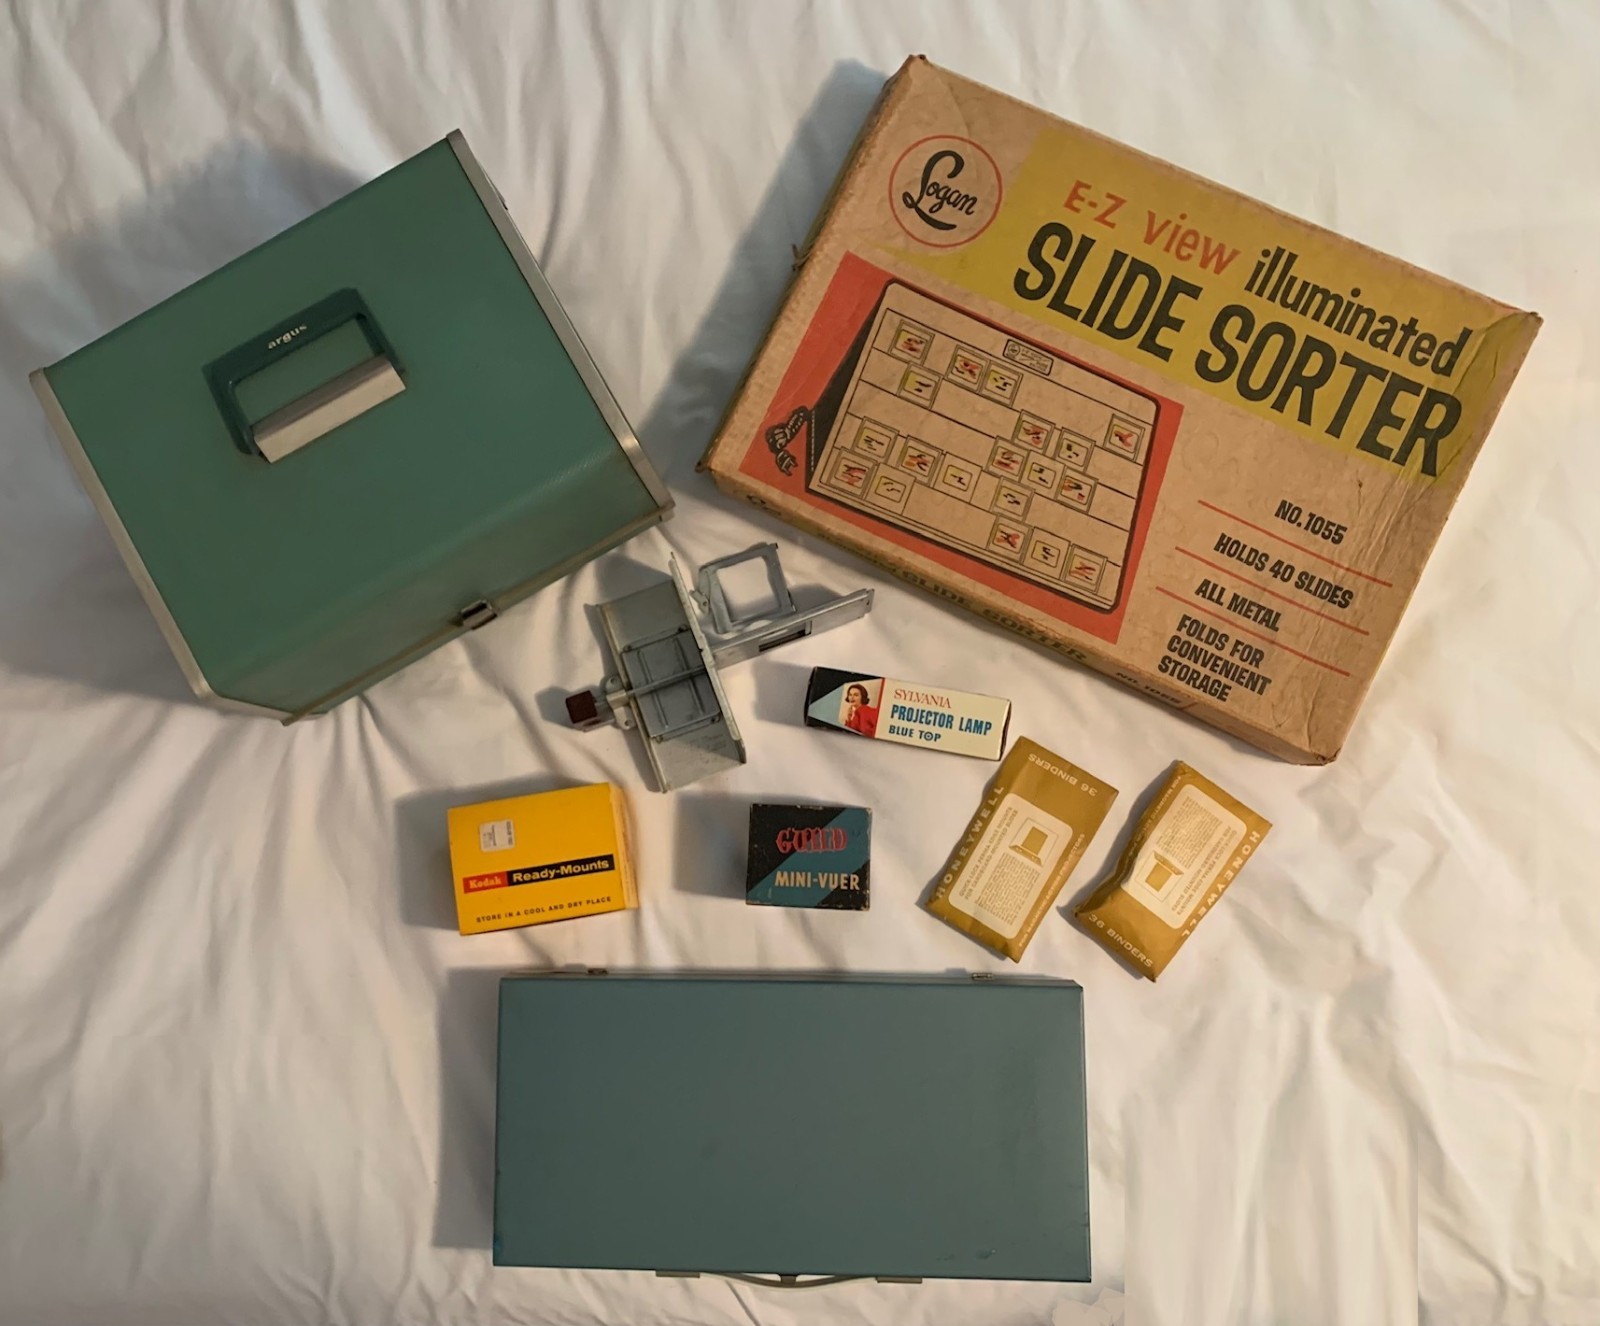 argus
Logan
E-Z view illuminated
SLIDE SORTER
NO. 1055
HOLDS 40 SLIDES
ALL METAL
FOLDS FOR
CONVENIENT
STORAGE
SLIDE SORTER
NO. 1055
SYLVANIA
PROJECTOR LAMP
BLUE TOP
Kodak Ready-Mounts
STORE IN A COOL AND DRY PLACE
GUILD
MINI-VUER
36 BINDERS
HONEYWELL
HONEYWELL
36 BINDERS